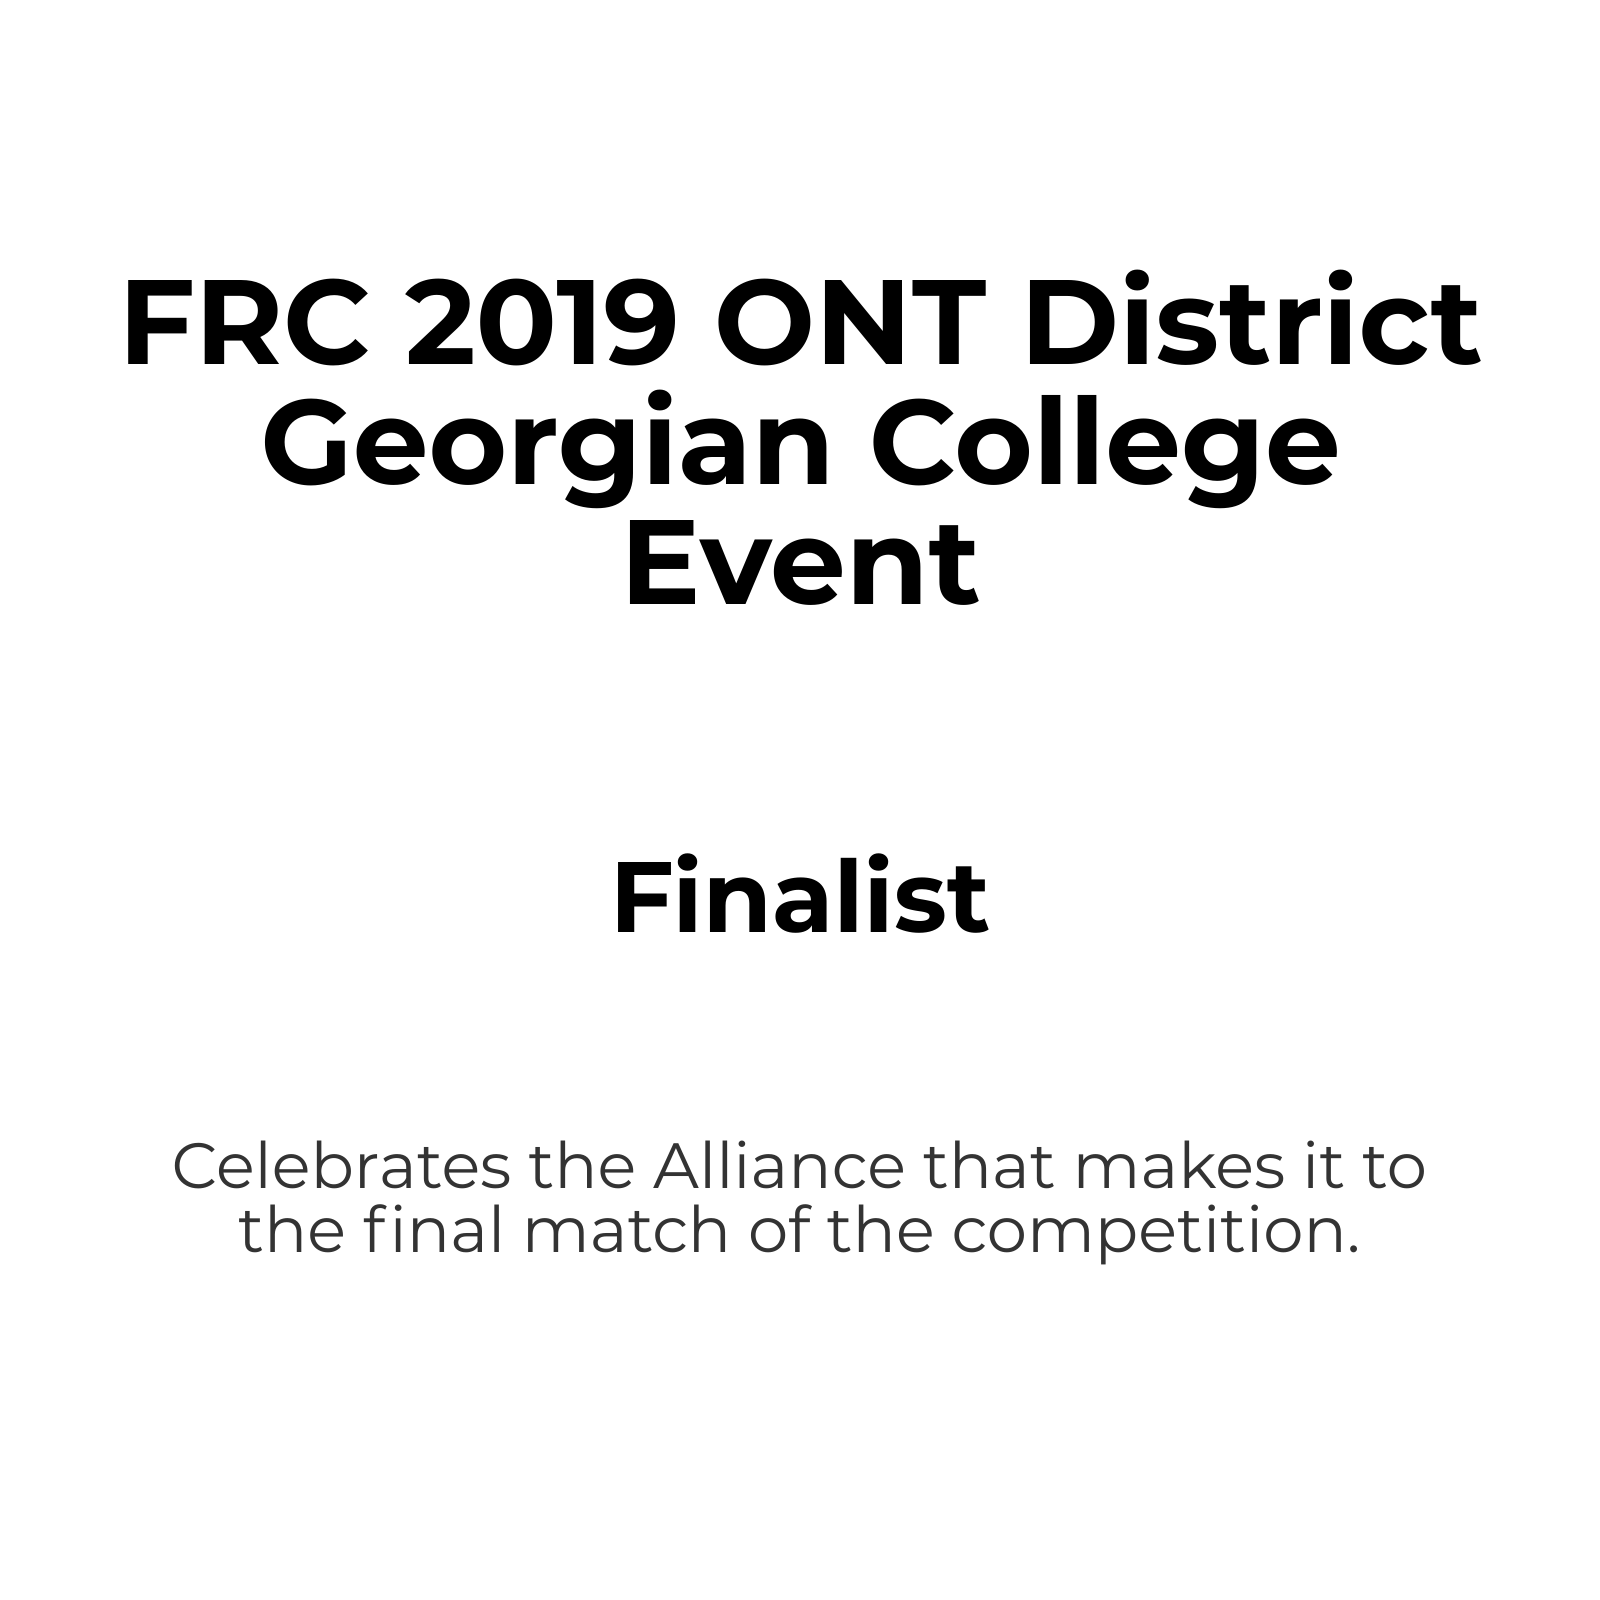 FRC 2019 ONT District
Georgian College
Event
Finalist
Celebrates the Alliance that makes it to
the final match of the competition.